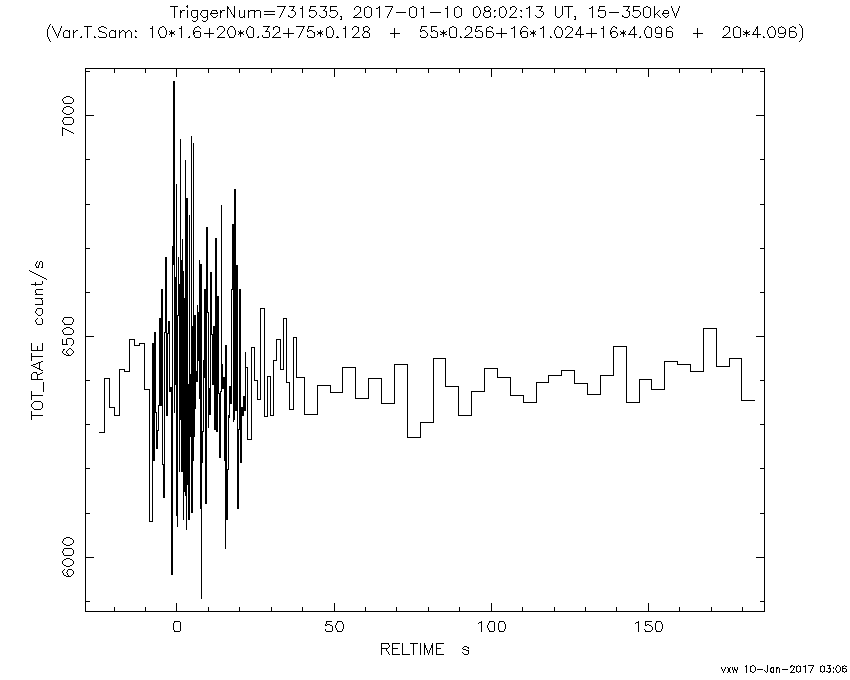 TriggerNum=731535, 2017-01-10 08:02:13 UT, 15-350keV
(Var.T.Sam: 10*1.6+20*0.32+75*0.128 + 55*0.256+16*1.024+16*4.096 + 20*4.096)
7000
6500
6000
TOT_RATE count/s
0 50 100 150
RELTIME s
vxw 10-Jan-2017 03:06